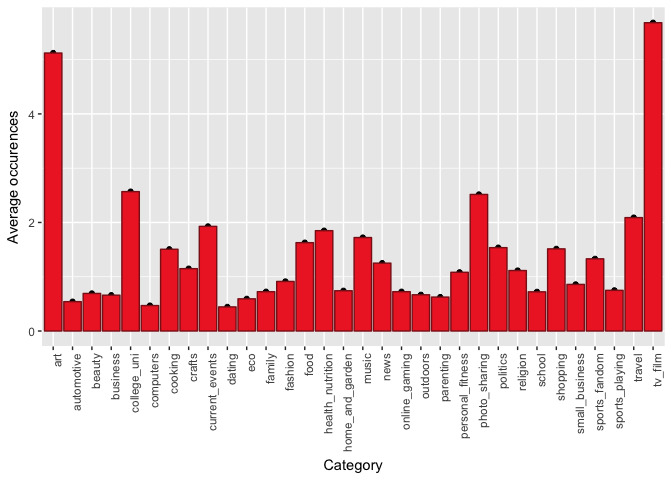 Average occurences
4
2
0
art
automotive
beauty
business
college_uni
computers
cooking
crafts
current_events
dating
eco
family
fashion
food
health_nutrition
home_and_garden
music
news
online_gaming
outdoors
parenting
personal_fitness
photo_sharing
politics
religion
school
shopping
small_business
sports_fandom
sports_playing
travel
tv_film
Category